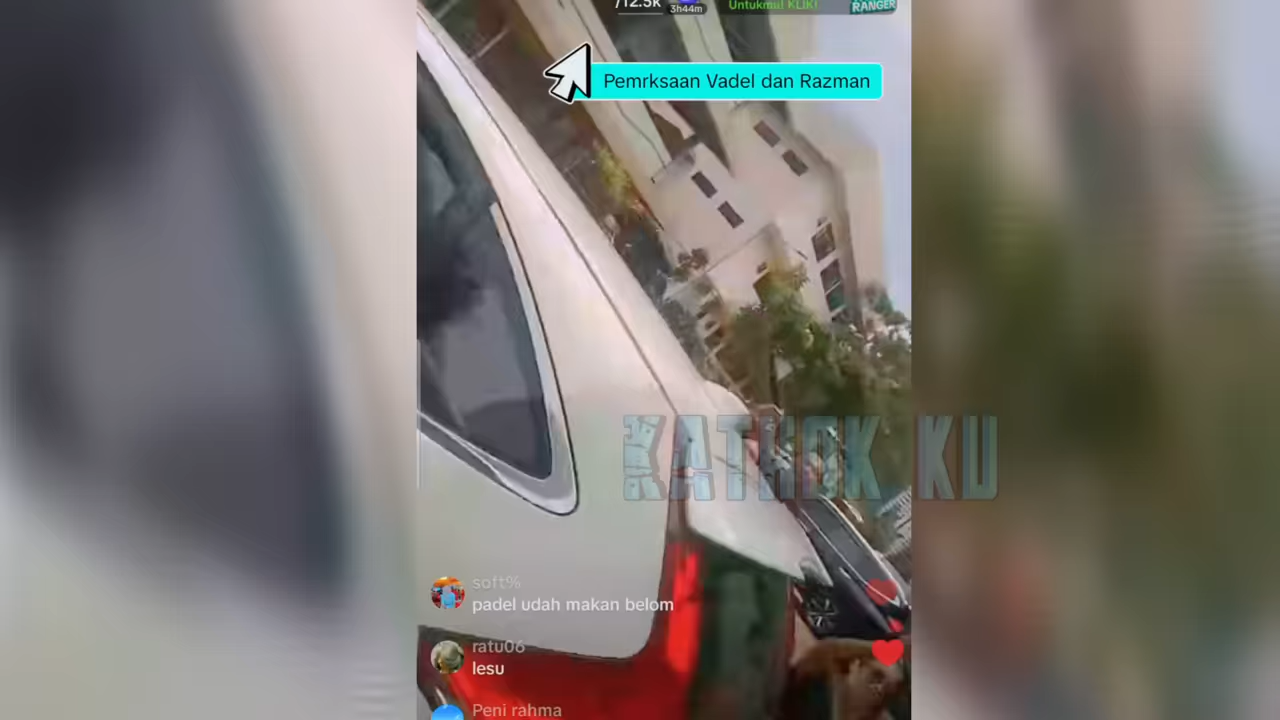 /12.5k
3h44m
Untukmu! KLIK!
RANGER
Pemrksaan Vadel dan Razman
KATHOK KU
soft%
padel udah makan belom
ratu06
lesu
Peni rahma